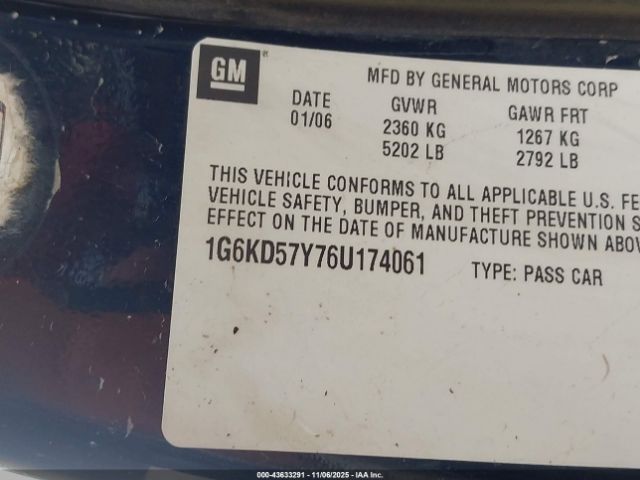 GM®
MFD BY GENERAL MOTORS CORP
DATE GVWR GAWR FRT
01/06 2360 KG 1267 KG
5202 LB 2792 LB
THIS VEHICLE CONFORMS TO ALL APPLICABLE U.S. FE
VEHICLE SAFETY, BUMPER, AND THEFT PREVENTION S
EFFECT ON THE DATE OF MANUFACTURE SHOWN ABOV
1G6KD57Y76U174061 TYPE: PASS CAR
000-43633291 - 11/06/2025 - IAA Inc.